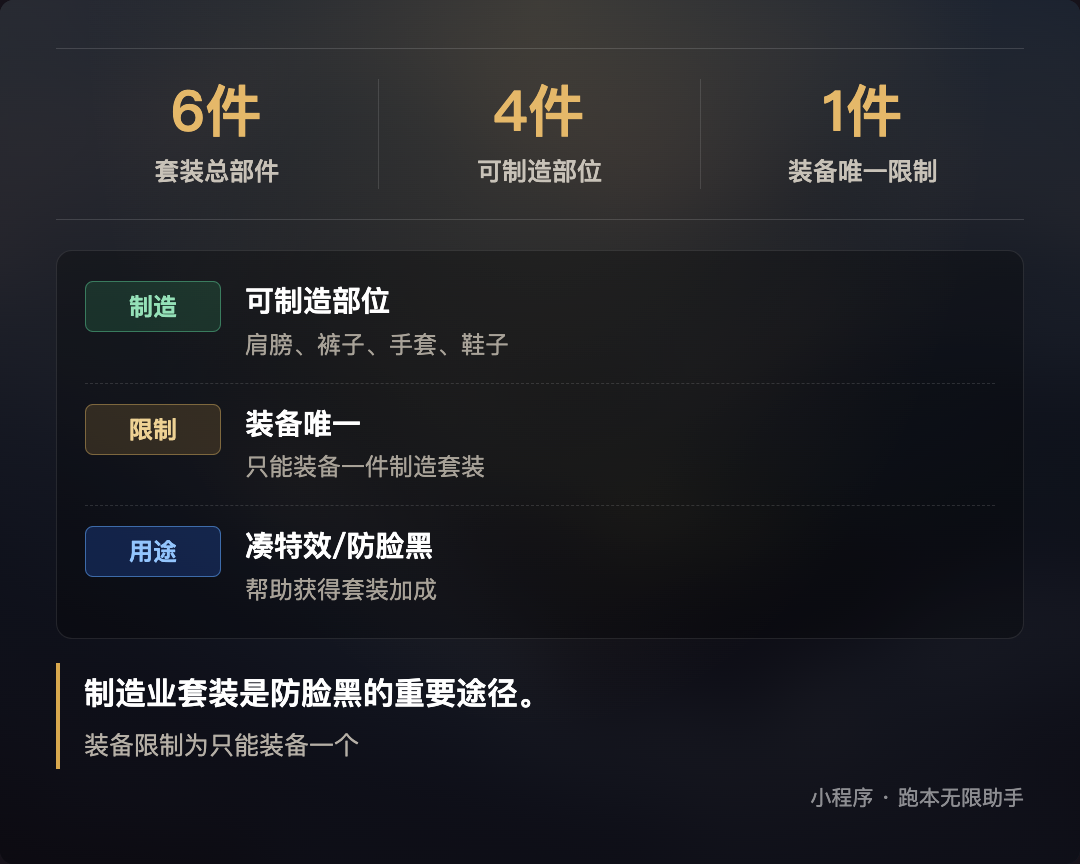 6件
套装总部件
4件
可制造部位
1件
装备唯一限制
制造
可制造部位
肩膀、裤子、手套、鞋子
限制
装备唯一
只能装备一件制造套装
用途
凑特效/防脸黑
帮助获得套装加成
制造业套装是防脸黑的重要途径。
装备限制为只能装备一个
小程序 · 跑本无限助手